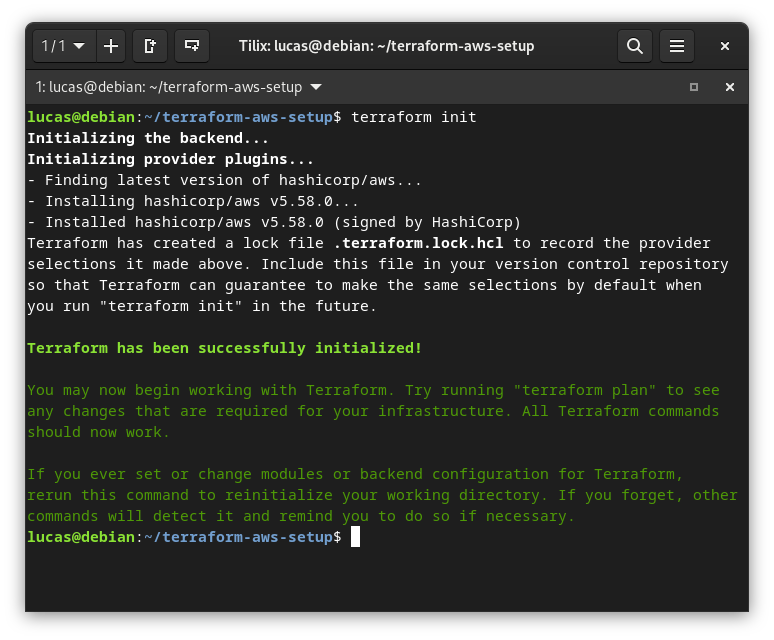 1 / 1
Tilix: lucas@debian: ~/terraform-aws-setup
1: lucas@debian: ~/terraform-aws-setup
lucas@debian:~/terraform-aws-setup$ terraform init
Initializing the backend...
Initializing provider plugins...
- Finding latest version of hashicorp/aws...
- Installing hashicorp/aws v5.58.0...
- Installed hashicorp/aws v5.58.0 (signed by HashiCorp)
Terraform has created a lock file .terraform.lock.hcl to record the provider
selections it made above. Include this file in your version control repository
so that Terraform can guarantee to make the same selections by default when
you run "terraform init" in the future.
Terraform has been successfully initialized!
You may now begin working with Terraform. Try running "terraform plan" to see
any changes that are required for your infrastructure. All Terraform commands
should now work.
If you ever set or change modules or backend configuration for Terraform,
rerun this command to reinitialize your working directory. If you forget, other
commands will detect it and remind you to do so if necessary.
lucas@debian:~/terraform-aws-setup$